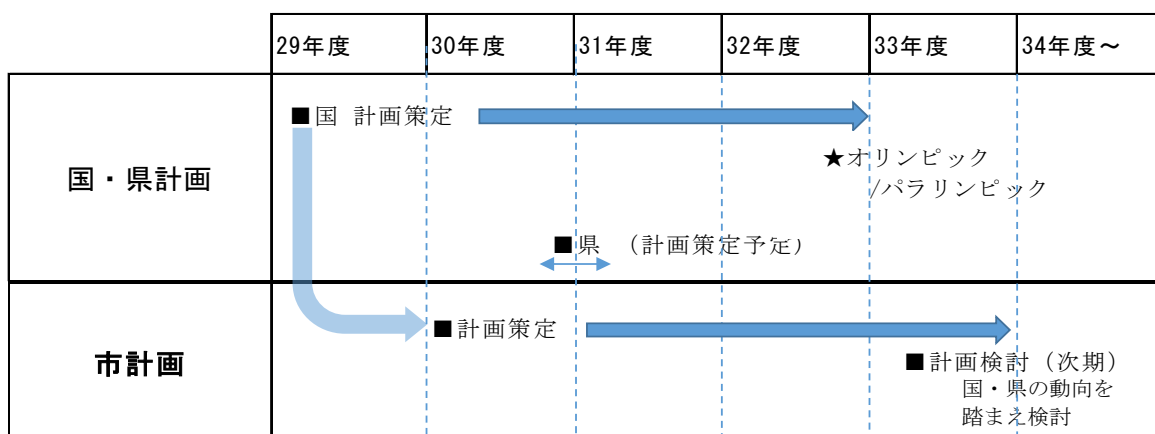 29年度 30年度 31年度 32年度 33年度 34年度～
国・県計画
■国 計画策定
★オリンピック
/パラリンピック
■県 （計画策定予定）
市計画
■計画策定
■計画検討（次期）
国・県の動向を
踏まえ検討